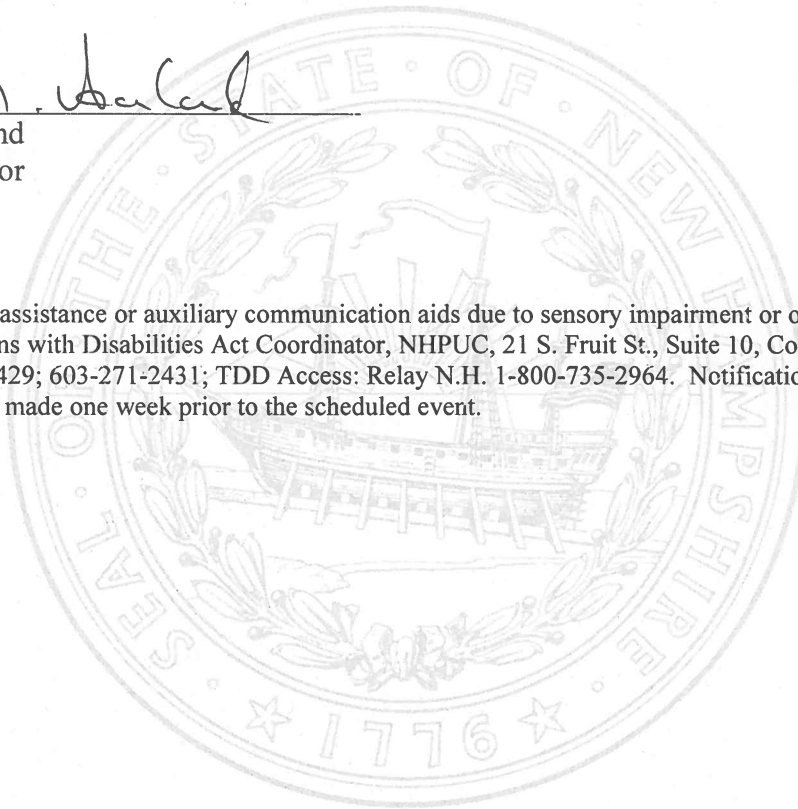 nd
or
assistance or auxiliary communication aids due to sensory impairment or o
ns with Disabilities Act Coordinator, NHPUC, 21 S. Fruit St., Suite 10, Co
429; 603-271-2431; TDD Access: Relay N.H. 1-800-735-2964. Notificatio
made one week prior to the scheduled event.
SEAL · OF · THE · STATE · OF · NEW HAMPSHIRE ·
1776